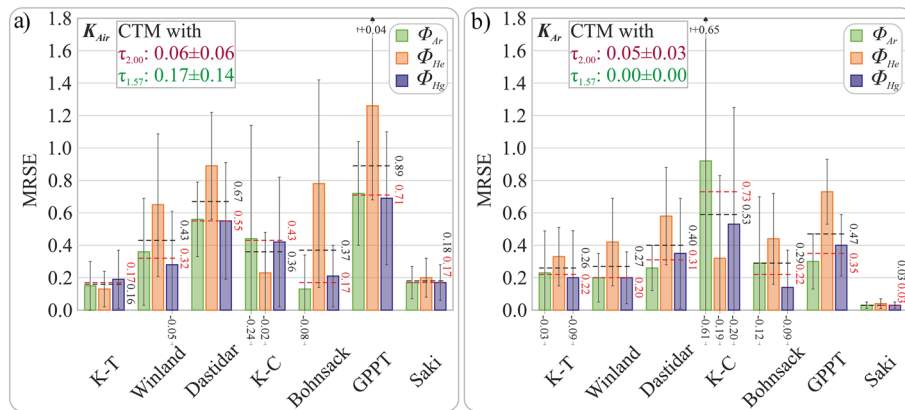 a)
K_Air CTM with
τ2.00: 0.06±0.06
τ1.57: 0.17±0.14
↑+0.04
Φ_Ar
Φ_He
Φ_Hg
MRSE
1.8
1.6
1.4
1.2
1.0
0.8
0.6
0.4
0.2
0.0
0.17
0.16
0.43
0.32
0.67
0.55
0.43
0.36
0.37
0.17
0.89
0.71
0.18
0.17
-0.05→
-0.24→
-0.02→
-0.08→
K-T
Winland
Dastidar
K-C
Bohnsack
GPPT
Saki
b)
K_Ar CTM with
τ2.00: 0.05±0.03
τ1.57: 0.00±0.00
↑+0.65
Φ_Ar
Φ_He
Φ_Hg
MRSE
1.8
1.6
1.4
1.2
1.0
0.8
0.6
0.4
0.2
0.0
0.26
0.22
0.27
0.20
0.40
0.31
0.73
0.53
0.29
0.22
0.47
0.35
0.03
0.03
-0.03→
-0.09→
-0.61→
-0.19→
-0.20→
-0.12→
-0.09→
K-T
Winland
Dastidar
K-C
Bohnsack
GPPT
Saki